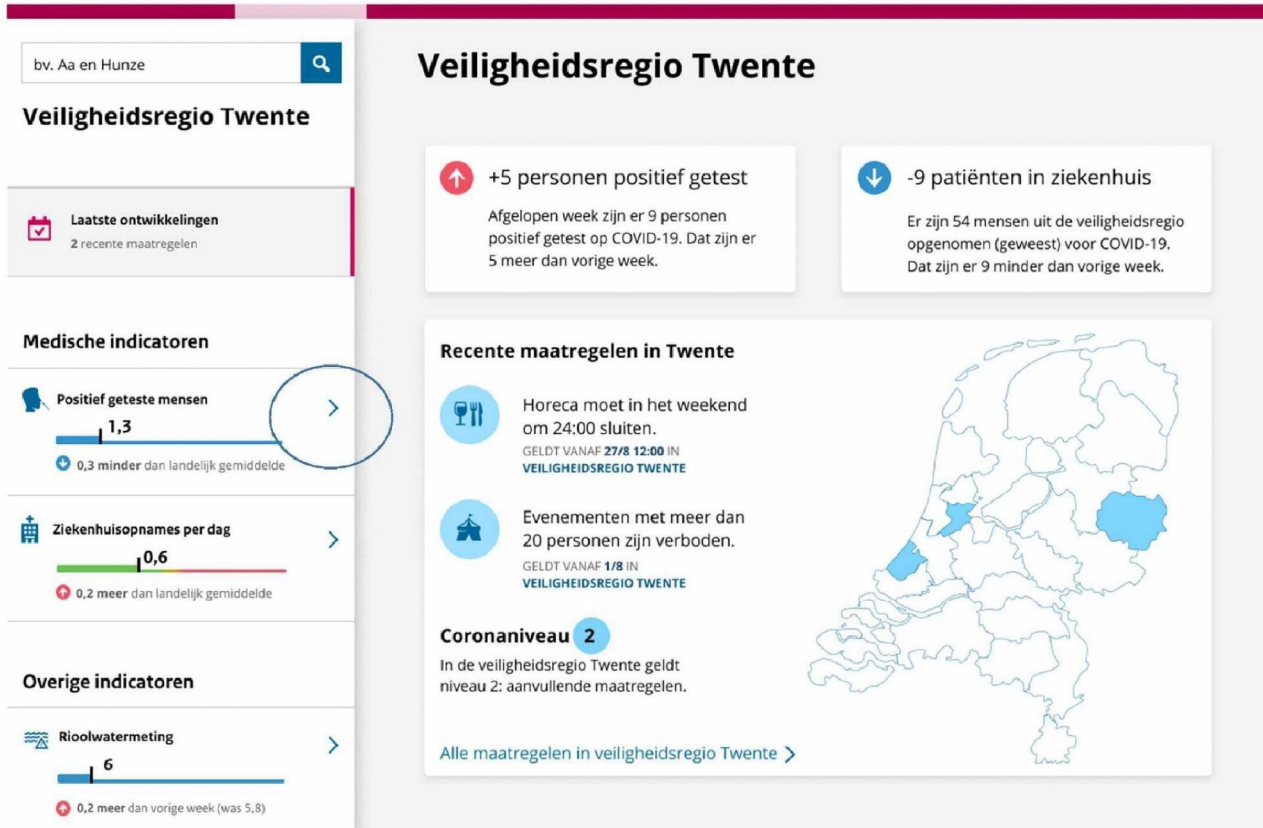 bv. Aa en Hunze
Veiligheidsregio Twente
Laatste ontwikkelingen
2 recente maatregelen
Medische indicatoren
Positief geteste mensen
1,3
0,3 minder dan landelijk gemiddelde
Ziekenhuisopnames per dag
0,6
0,2 meer dan landelijk gemiddelde
Overige indicatoren
Rioolwatermeting
6
0,2 meer dan vorige week (was 5,8)
Veiligheidsregio Twente
+5 personen positief getest
Afgelopen week zijn er 9 personen
positief getest op COVID-19. Dat zijn er
5 meer dan vorige week.
-9 patiënten in ziekenhuis
Er zijn 54 mensen uit de veiligheidsregio
opgenomen (geweest) voor COVID-19.
Dat zijn er 9 minder dan vorige week.
Recente maatregelen in Twente
Horeca moet in het weekend
om 24:00 sluiten.
GELDT VANAF 27/8 12:00 IN
VEILIGHEIDSREGIO TWENTE
Evenementen met meer dan
20 personen zijn verboden.
GELDT VANAF 1/8 IN
VEILIGHEIDSREGIO TWENTE
Coronaniveau 2
In de veiligheidsregio Twente geldt
niveau 2: aanvullende maatregelen.
Alle maatregelen in veiligheidsregio Twente